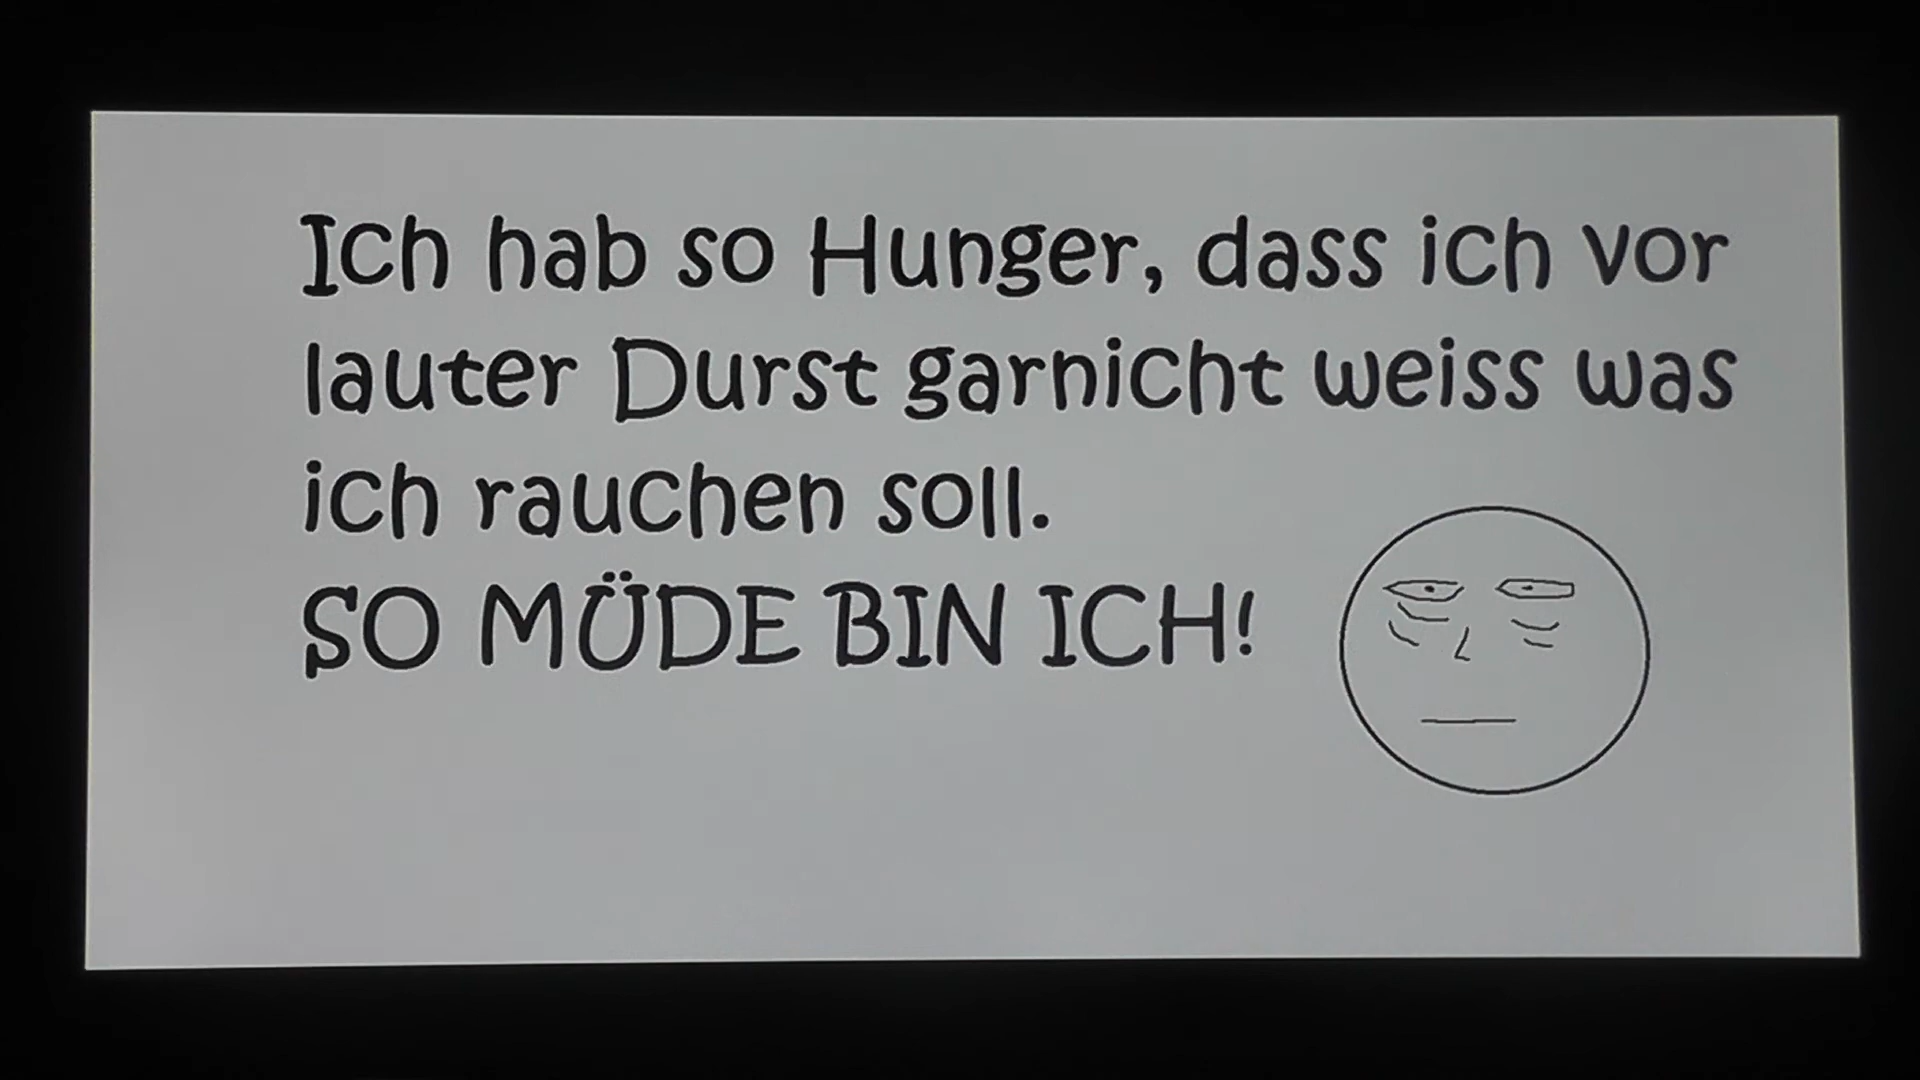 Ich hab so Hunger, dass ich vor
lauter Durst garnicht weiss was
ich rauchen soll.
SO MÜDE BIN ICH!